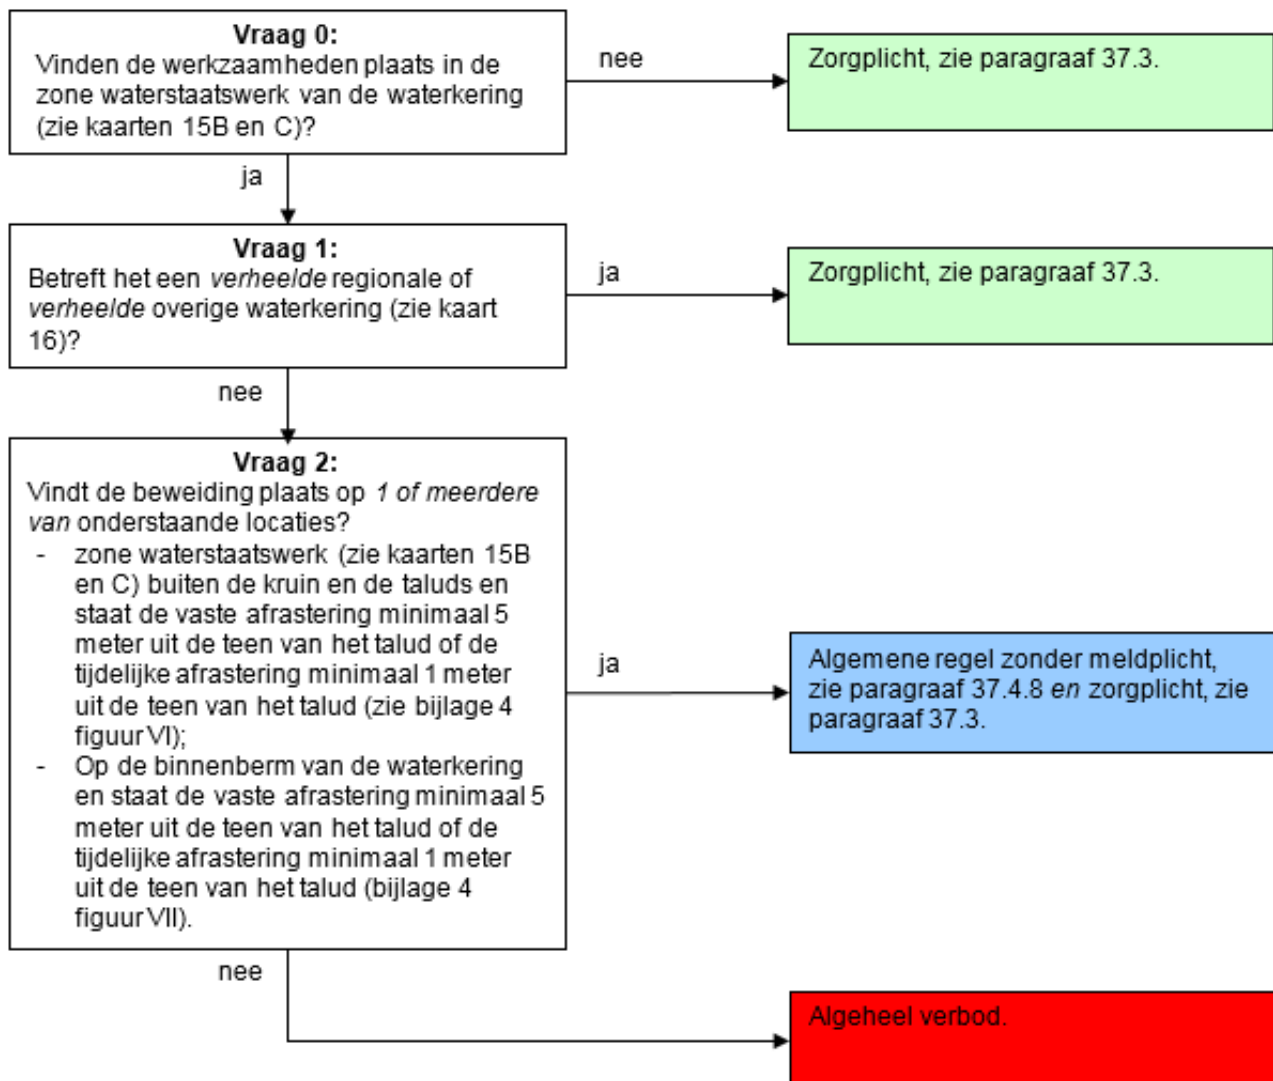 Vraag 0:
Vinden de werkzaamheden plaats in de
zone waterstaatswerk van de waterkering
(zie kaarten 15B en C)?
nee
Zorgplicht, zie paragraaf 37.3.
ja
Vraag 1:
Betreft het een verheelde regionale of
verheelde overige waterkering (zie kaart
16)?
ja
Zorgplicht, zie paragraaf 37.3.
nee
Vraag 2:
Vindt de beweiding plaats op 1 of meerdere
van onderstaande locaties?
- zone waterstaatswerk (zie kaarten 15B
en C) buiten de kruin en de taluds en
staat de vaste afrastering minimaal 5
meter uit de teen van het talud of de
tijdelijke afrastering minimaal 1 meter
uit de teen van het talud (zie bijlage 4
figuur VI);
- Op de binnenberm van de waterkering
en staat de vaste afrastering minimaal 5
meter uit de teen van het talud of de
tijdelijke afrastering minimaal 1 meter
uit de teen van het talud (bijlage 4
figuur VII).
ja
Algemene regel zonder meldplicht,
zie paragraaf 37.4.8 en zorgplicht, zie
paragraaf 37.3.
nee
Algeheel verbod.